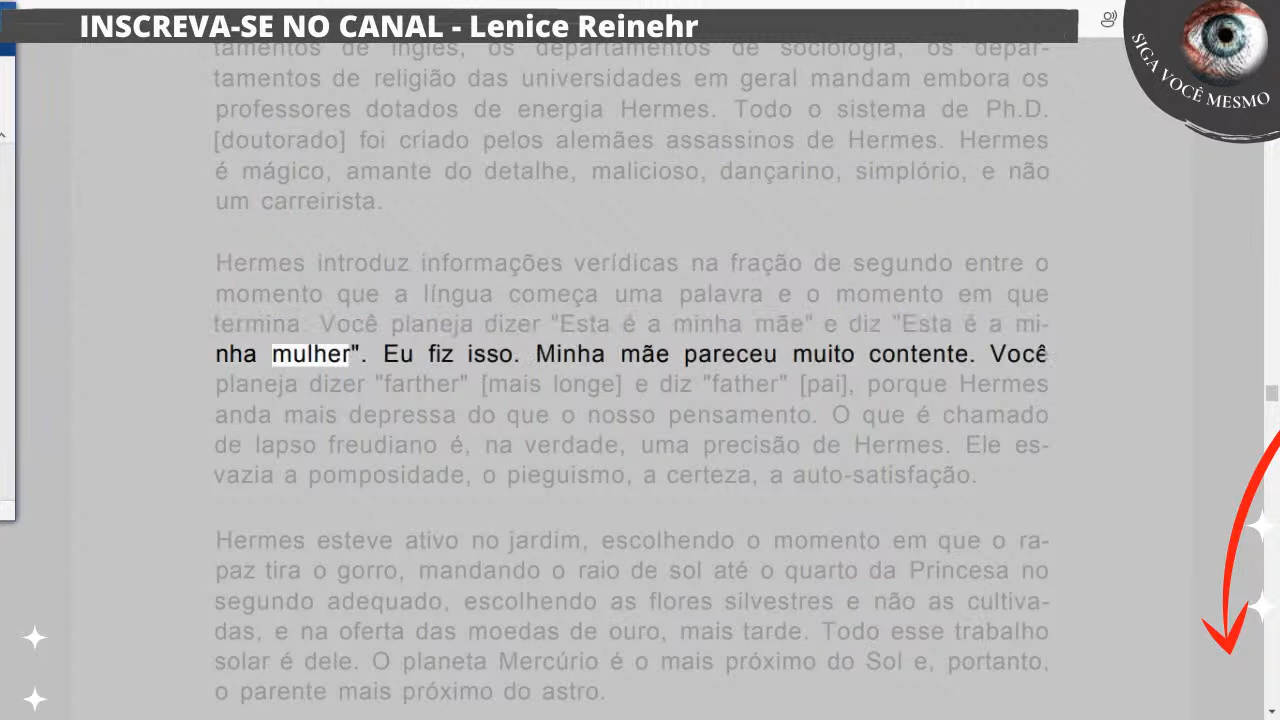 INSCREVA-SE NO CANAL - Lenice Reinehr
SIGA VOCÊ MESMO
tamentos de inglês, os departamentos de sociologia, os depar-
tamentos de religião das universidades em geral mandam embora os
professores dotados de energia Hermes. Todo o sistema de Ph.D.
[doutorado] foi criado pelos alemães assassinos de Hermes. Hermes
é mágico, amante do detalhe, malicioso, dançarino, simplório, e não
um carreirista.
Hermes introduz informações verídicas na fração de segundo entre o
momento que a língua começa uma palavra e o momento em que
termina. Você planeja dizer "Esta é a minha mãe" e diz "Esta é a mi-
nha mulher". Eu fiz isso. Minha mãe pareceu muito contente. Você
planeja dizer "farther" [mais longe] e diz "father" [pai], porque Hermes
anda mais depressa do que o nosso pensamento. O que é chamado
de lapso freudiano é, na verdade, uma precisão de Hermes. Ele es-
vazia a pomposidade, o pieguismo, a certeza, a auto-satisfação.
Hermes esteve ativo no jardim, escolhendo o momento em que o ra-
paz tira o gorro, mandando o raio de sol até o quarto da Princesa no
segundo adequado, escolhendo as flores silvestres e não as cultiva-
das, e na oferta das moedas de ouro, mais tarde. Todo esse trabalho
solar é dele. O planeta Mercúrio é o mais próximo do Sol e, portanto,
o parente mais próximo do astro.